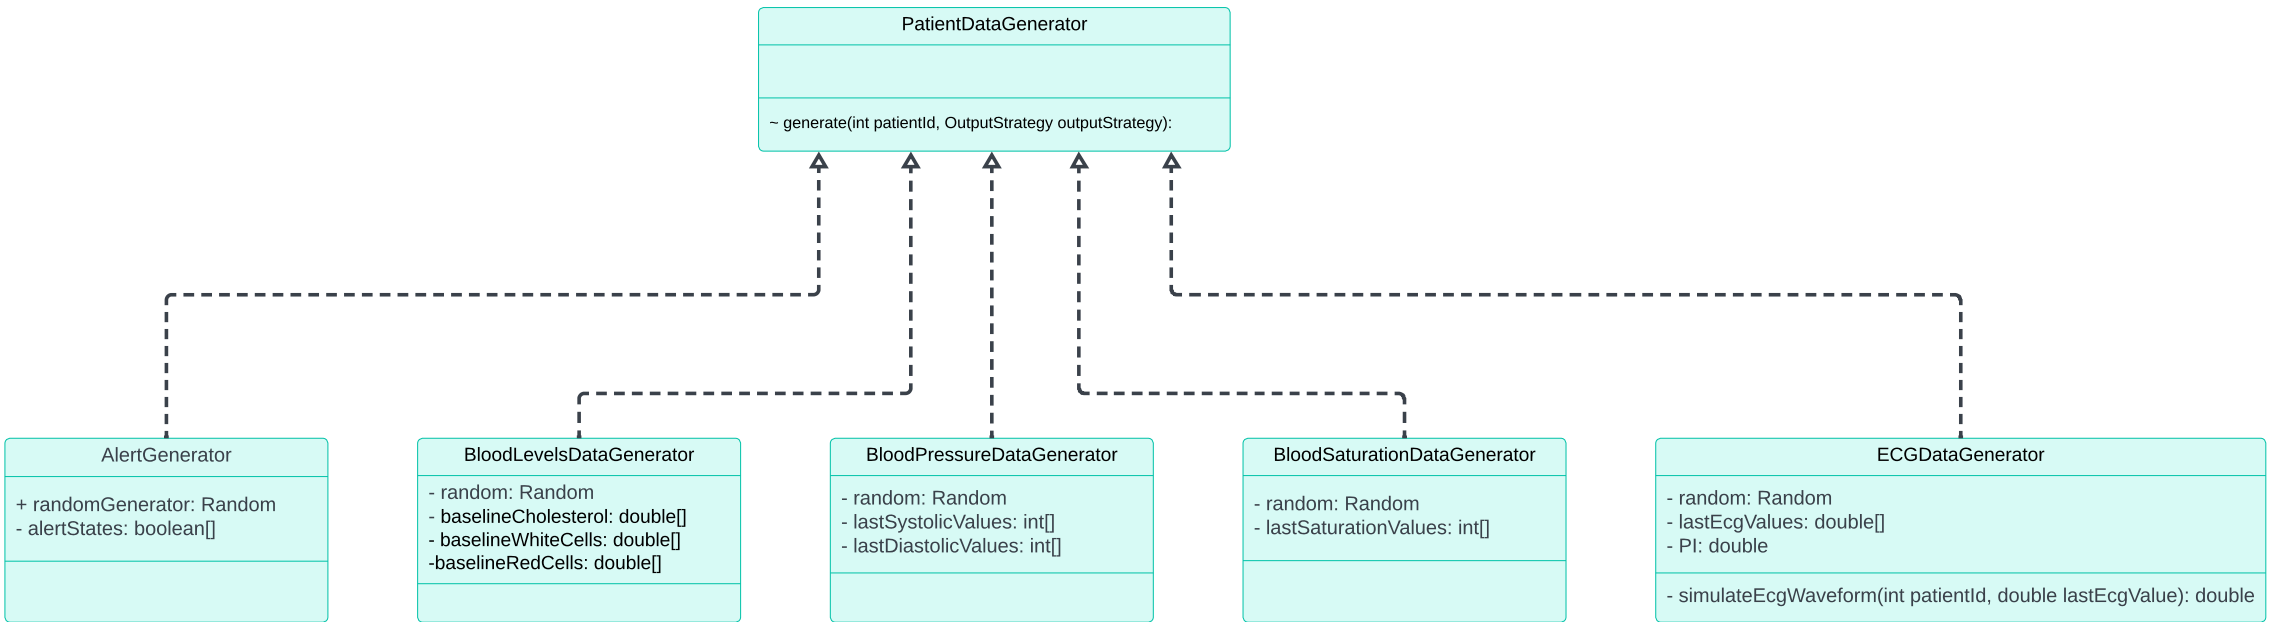 PatientDataGenerator
~ generate(int patientId, OutputStrategy outputStrategy):
AlertGenerator
+ randomGenerator: Random
- alertStates: boolean[]
BloodLevelsDataGenerator
- random: Random
- baselineCholesterol: double[]
- baselineWhiteCells: double[]
-baselineRedCells: double[]
BloodPressureDataGenerator
- random: Random
- lastSystolicValues: int[]
- lastDiastolicValues: int[]
BloodSaturationDataGenerator
- random: Random
- lastSaturationValues: int[]
ECGDataGenerator
- random: Random
- lastEcgValues: double[]
- PI: double
- simulateEcgWaveform(int patientId, double lastEcgValue): double